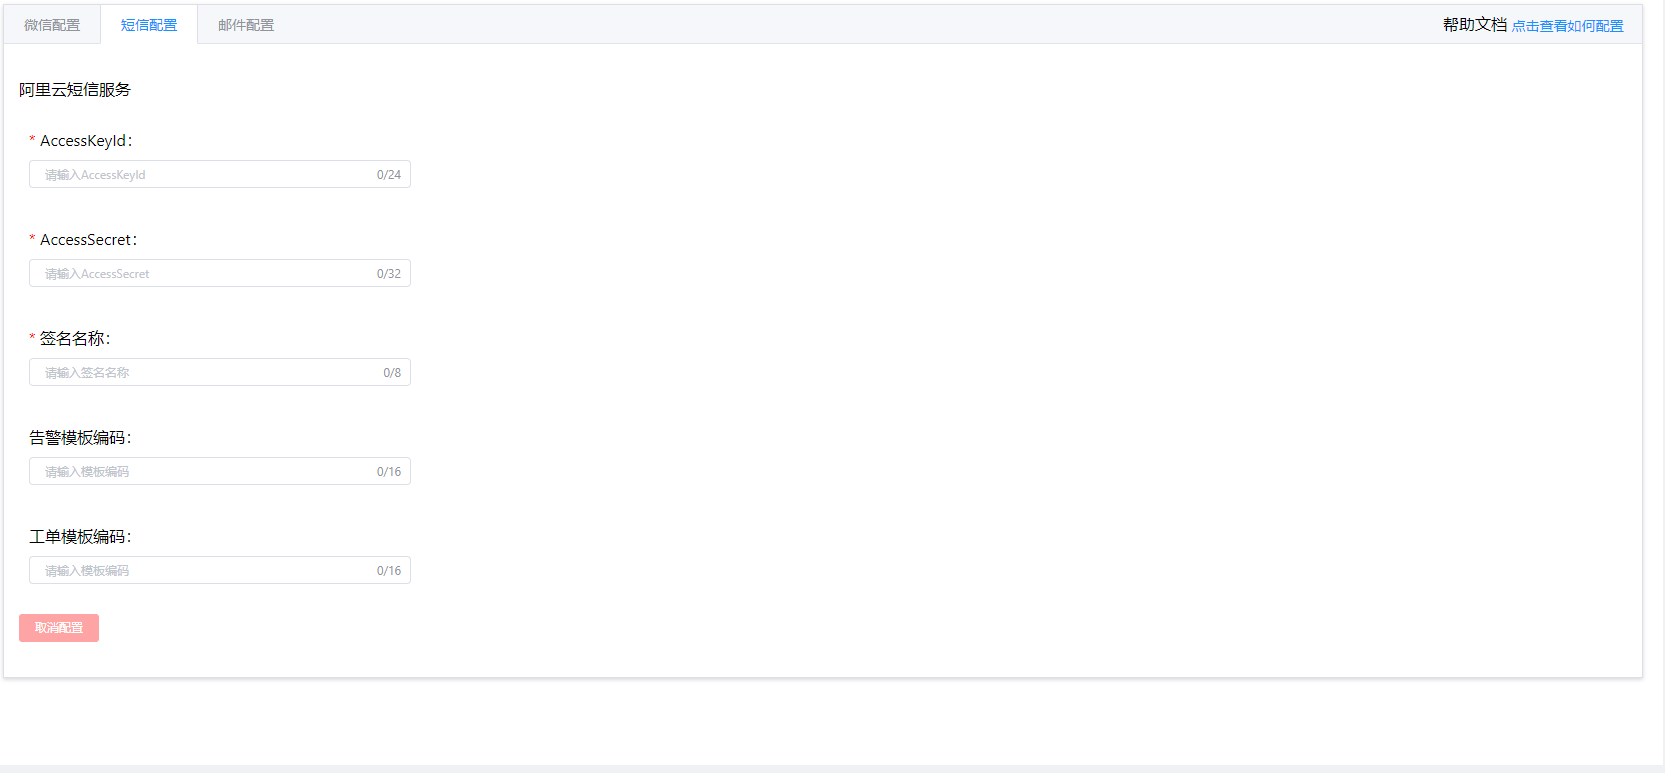 微信配置 短信配置 邮件配置 帮助文档 点击查看如何配置
阿里云短信服务
* AccessKeyId:
请输入AccessKeyId 0/24
* AccessSecret:
请输入AccessSecret 0/32
* 签名名称:
请输入签名名称 0/8
告警模板编码:
请输入模板编码 0/16
工单模板编码:
请输入模板编码 0/16
取消配置